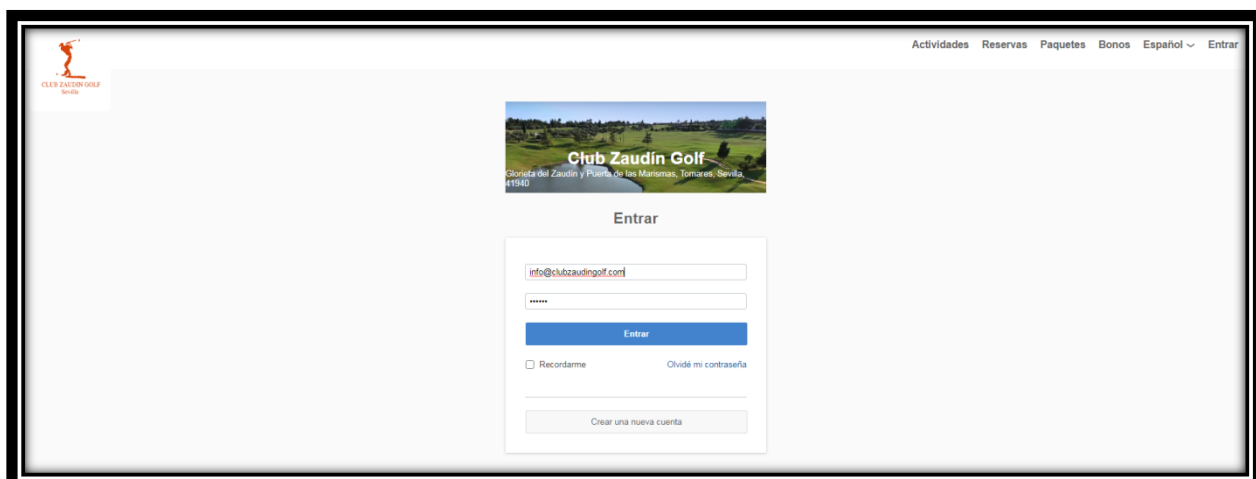 CLUB ZAUDIN GOLF
Sevilla
Actividades Reservas Paquetes Bonos Español Entrar
Club Zaudín Golf
Glorieta del Zaudín y Puerta de las Marismas, Tomares, Sevilla,
41940
Entrar
info@clubzaudingolf.com
••••••
Entrar
Recordarme Olvidé mi contraseña
Crear una nueva cuenta